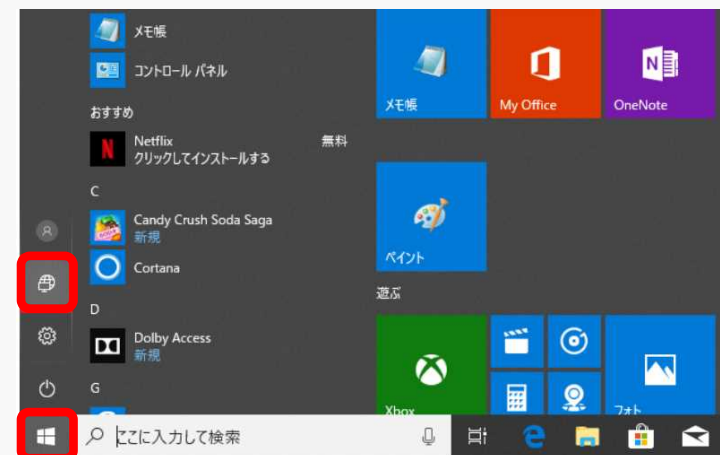 メモ帳
コントロール パネル
おすすめ
Netflix
無料
クリックしてインストールする
C
Candy Crush Soda Saga
新規
Cortana
D
Dolby Access
新規
G
ここに入力して検索
メモ帳
My Office
OneNote
ペイント
遊ぶ
Xbox
フォト